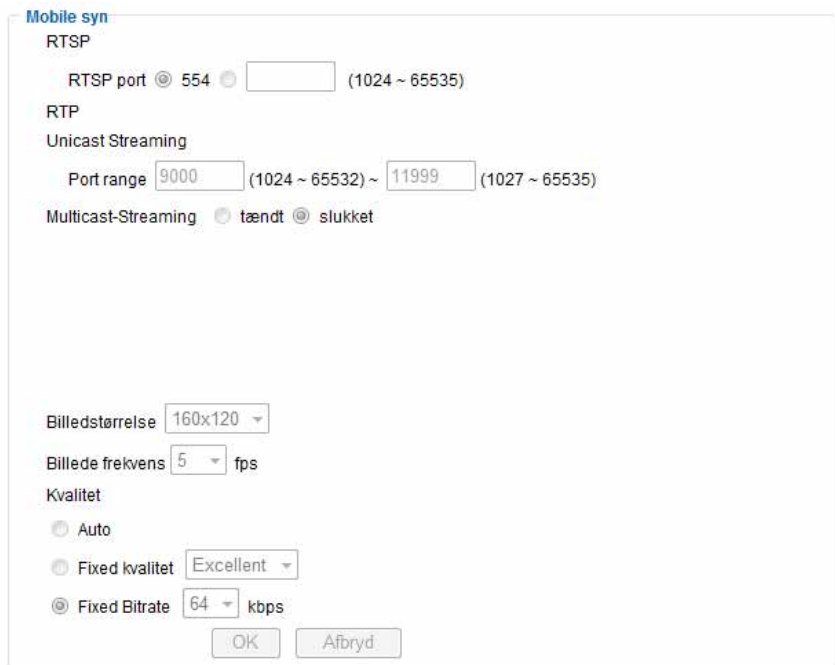 Mobile syn
RTSP
RTSP port 554 (1024 ~ 65535)
RTP
Unicast Streaming
Port range 9000 (1024 ~ 65532) ~ 11999 (1027 ~ 65535)
Multicast-Streaming tændt slukket
Billedstørrelse 160x120
Billede frekvens 5 fps
Kvalitet
Auto
Fixed kvalitet Excellent
Fixed Bitrate 64 kbps
OK Afbryd